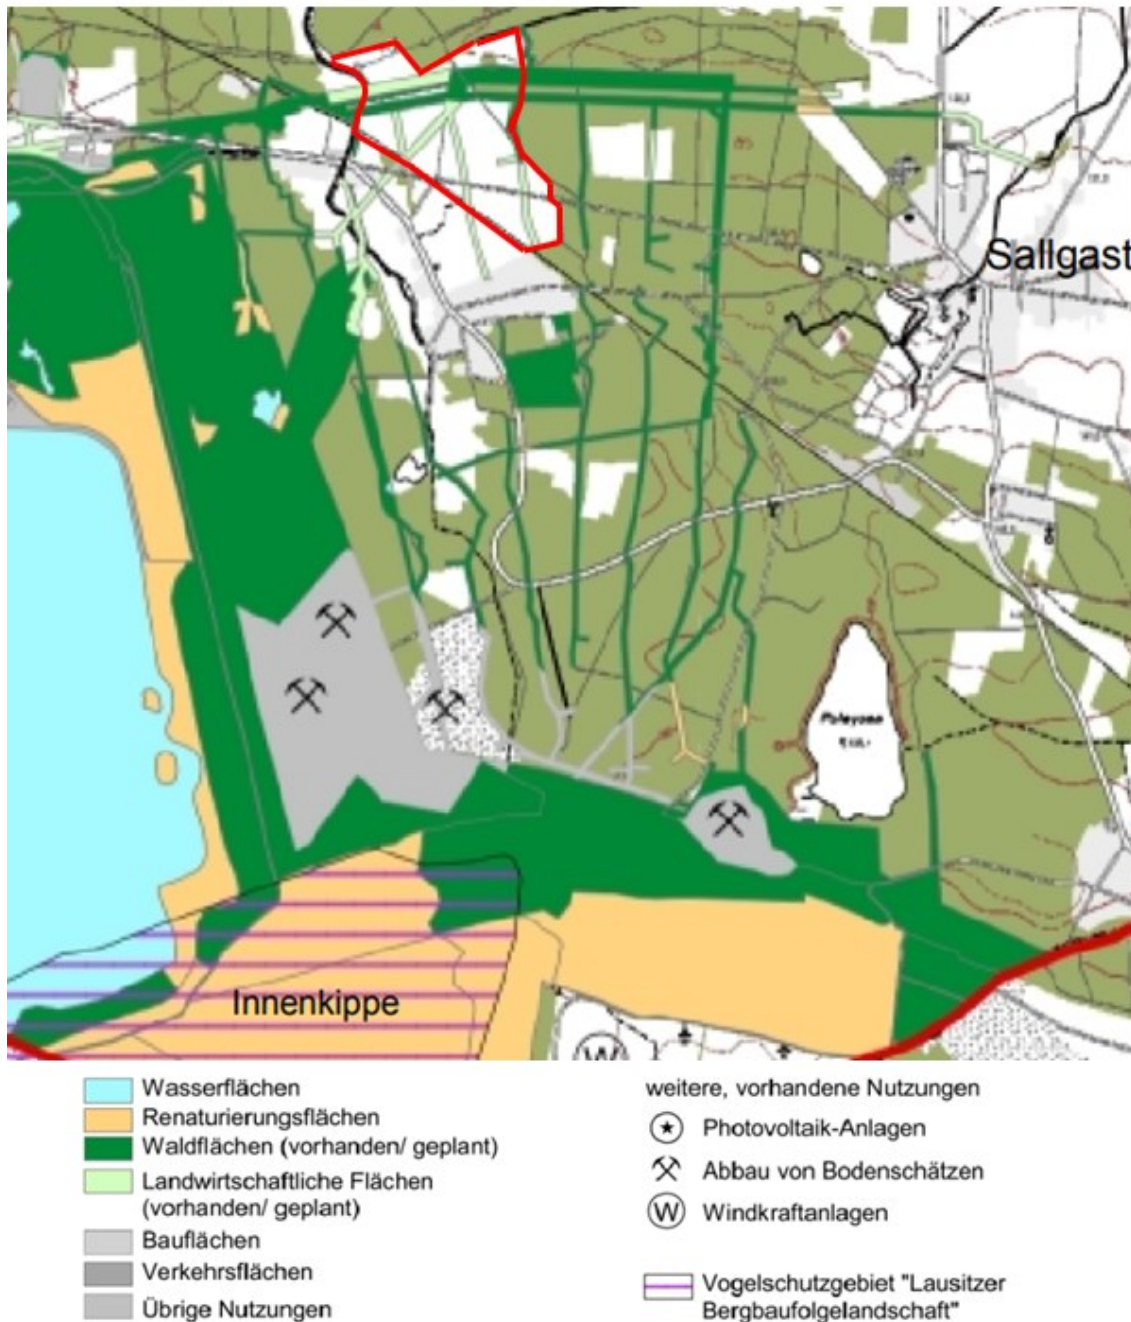 Sallgast
Innenkippe
W
Wasserflächen
Renaturierungsflächen
Waldflächen (vorhanden/ geplant)
Landwirtschaftliche Flächen
(vorhanden/ geplant)
Bauflächen
Verkehrsflächen
Übrige Nutzungen
weitere, vorhandene Nutzungen
Photovoltaik-Anlagen
Abbau von Bodenschätzen
W Windkraftanlagen
Vogelschutzgebiet "Lausitzer
Bergbaufolgelandschaft"